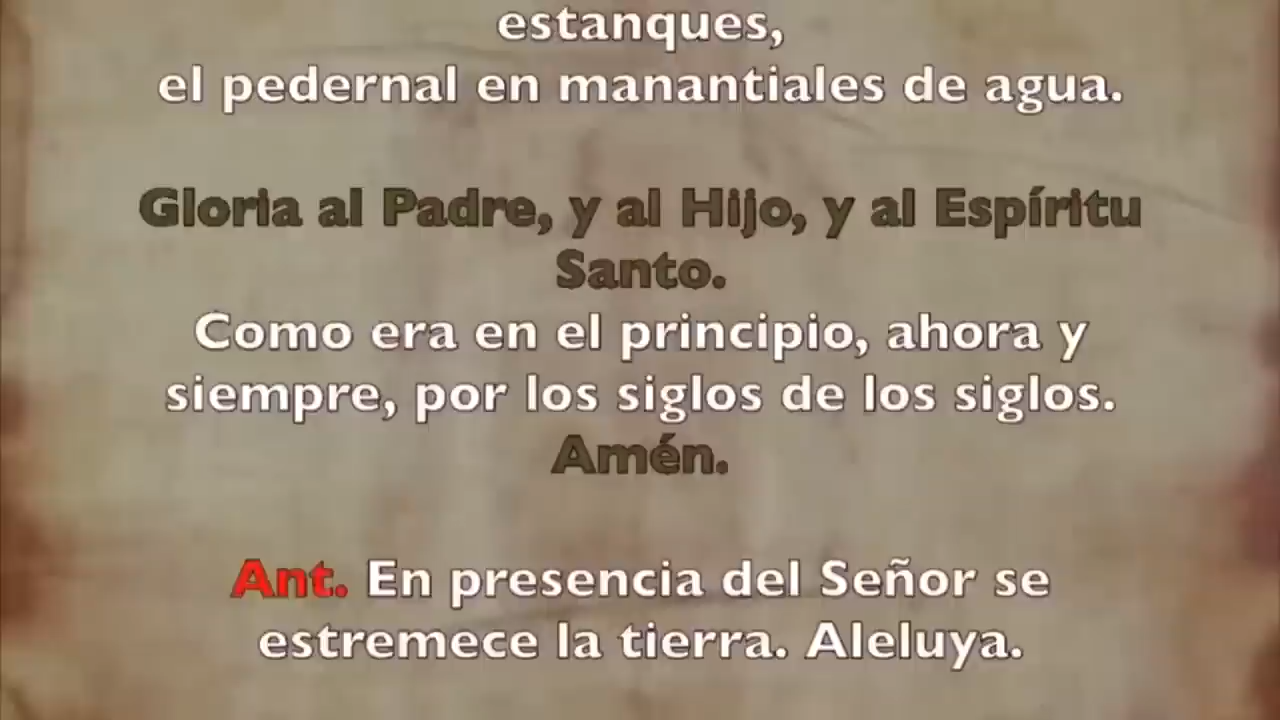 estanques,
el pedernal en manantiales de agua.
Gloria al Padre, y al Hijo, y al Espíritu
Santo.
Como era en el principio, ahora y
siempre, por los siglos de los siglos.
Amén.
Ant. En presencia del Señor se
estremece la tierra. Aleluya.